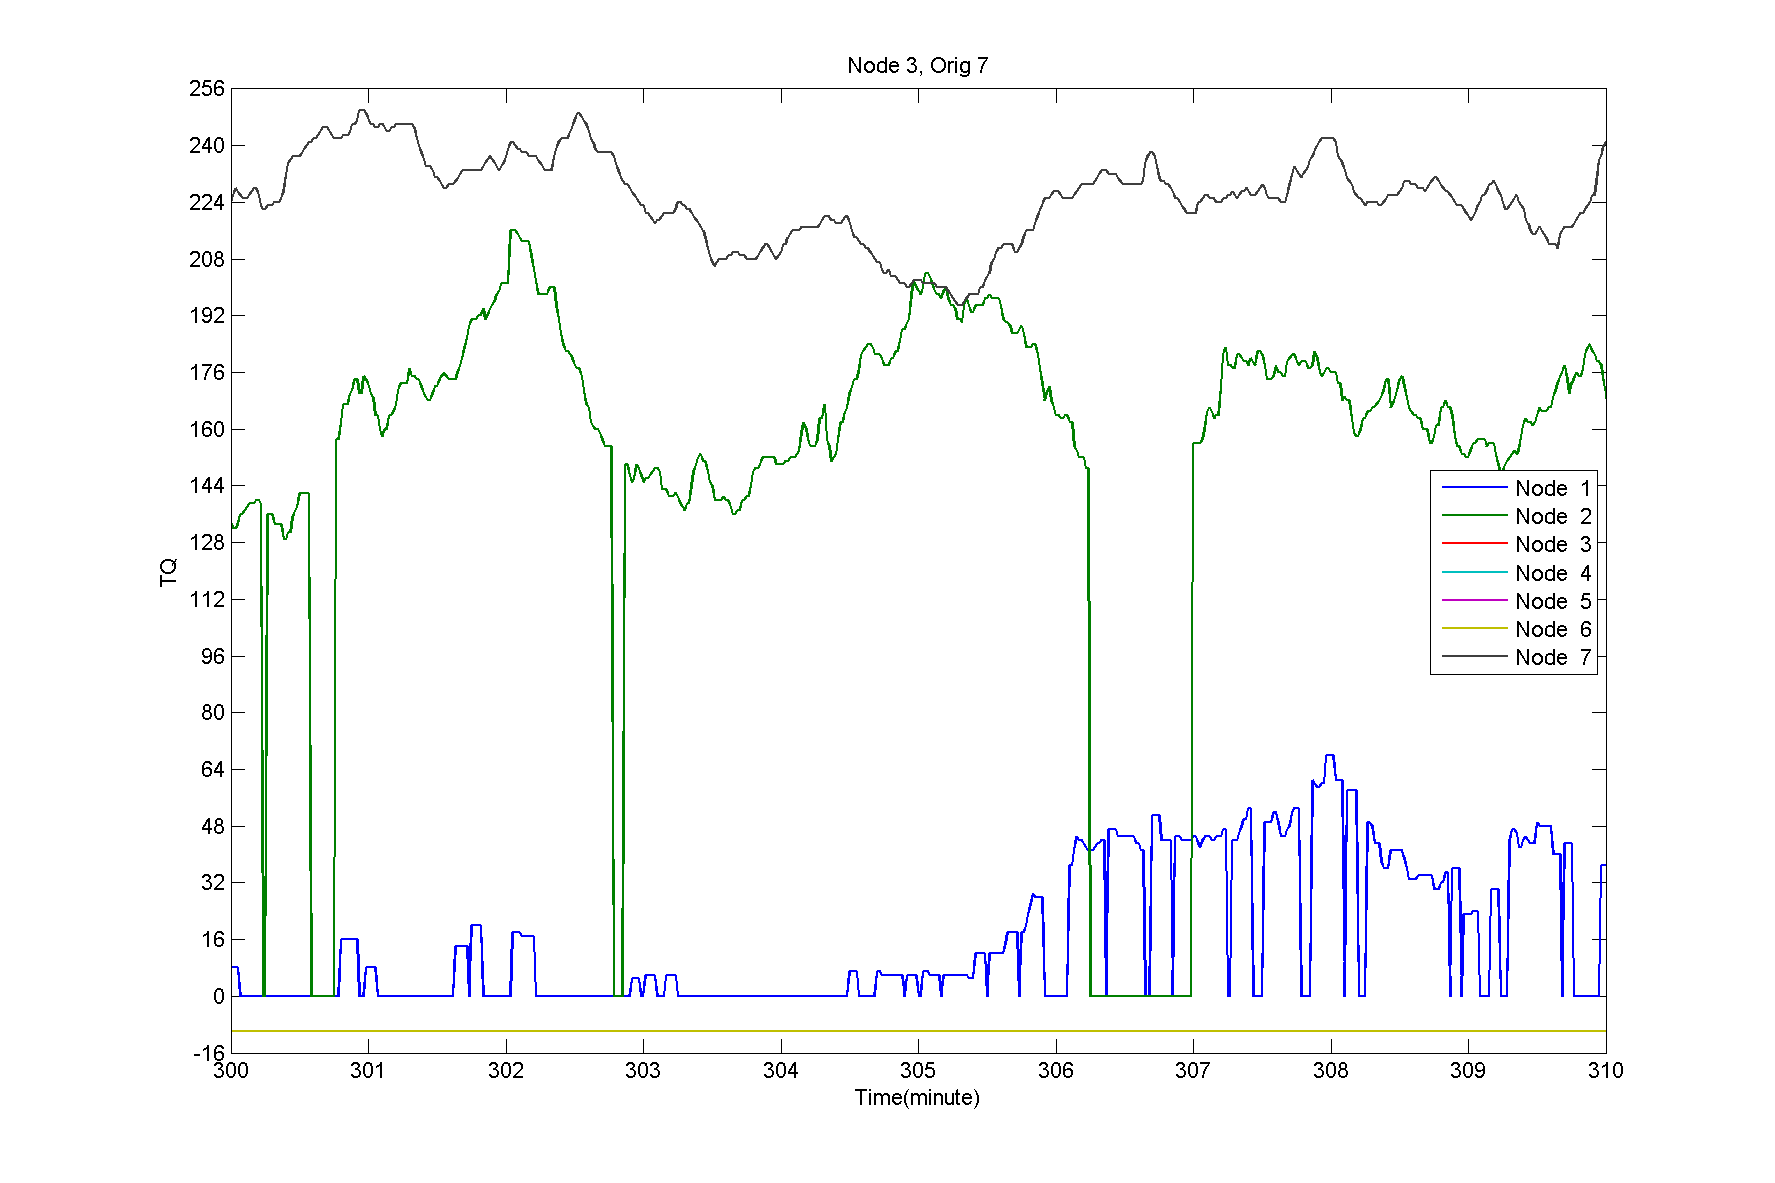 Node 3, Orig 7
256
240
224
208
192
176
160
144
128
112
96
80
64
48
32
16
0
-16
TQ
Node 1
Node 2
Node 3
Node 4
Node 5
Node 6
Node 7
300 301 302 303 304 305 306 307 308 309 310
Time(minute)